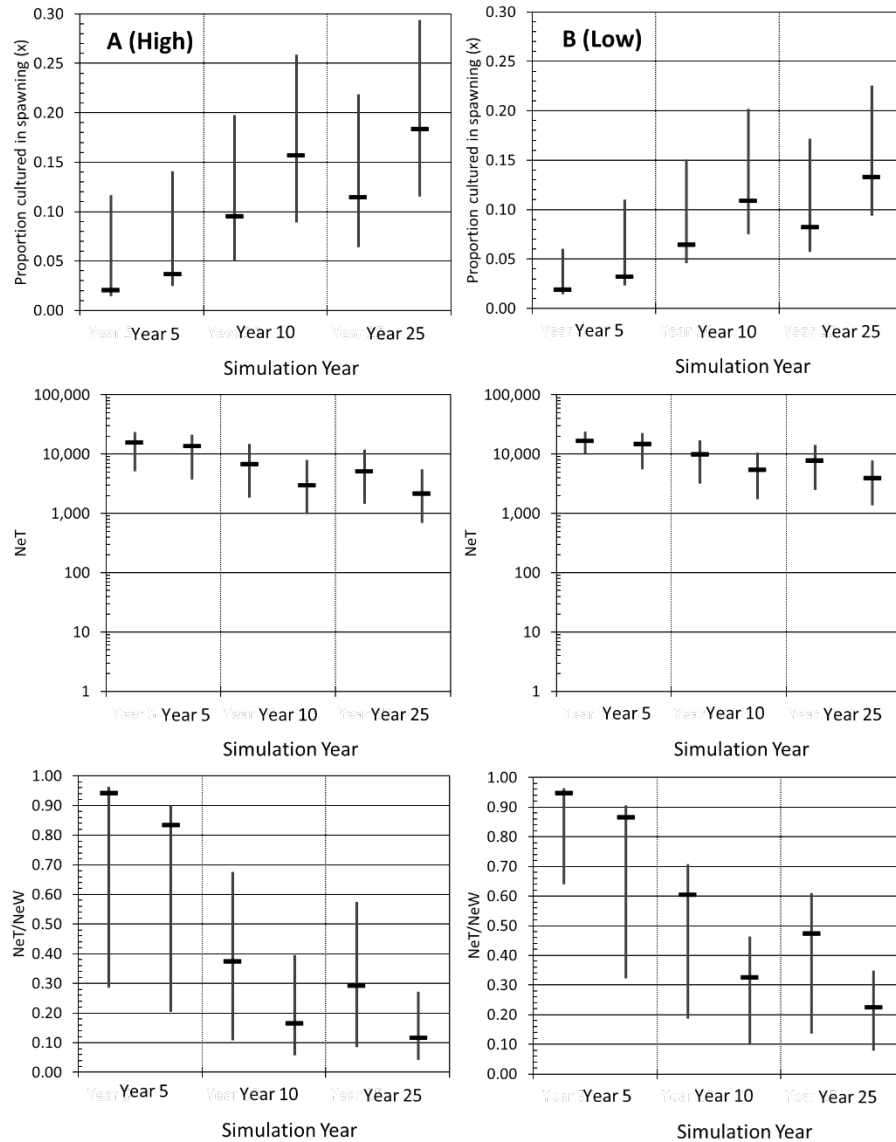 A (High)
Proportion cultured in spawning (x)
0.30
0.25
0.20
0.15
0.10
0.05
0.00
Year 5 Year 10 Year 25
Simulation Year
B (Low)
Proportion cultured in spawning (x)
0.30
0.25
0.20
0.15
0.10
0.05
0.00
Year 5 Year 10 Year 25
Simulation Year
NeT
100,000
10,000
1,000
100
10
1
Year 5 Year 10 Year 25
Simulation Year
NeT
100,000
10,000
1,000
100
10
1
Year 5 Year 10 Year 25
Simulation Year
NeT/NeW
1.00
0.90
0.80
0.70
0.60
0.50
0.40
0.30
0.20
0.10
0.00
Year 5 Year 10 Year 25
Simulation Year
NeT/NeW
1.00
0.90
0.80
0.70
0.60
0.50
0.40
0.30
0.20
0.10
0.00
Year 5 Year 10 Year 25
Simulation Year